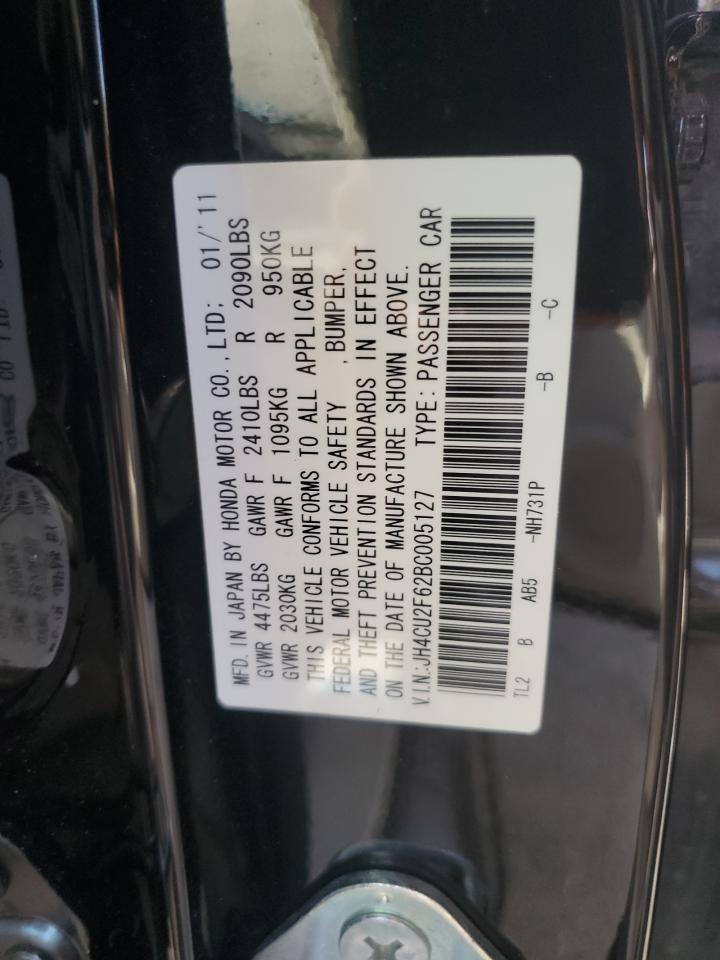 MFD. IN JAPAN BY HONDA MOTOR CO., LTD; 01/'11
GVWR 4475LBS GAWR F 2410LBS R 2090LBS
GVWR 2030KG GAWR F 1095KG R 950KG
THIS VEHICLE CONFORMS TO ALL APPLICABLE
FEDERAL MOTOR VEHICLE SAFETY , BUMPER,
AND THEFT PREVENTION STANDARDS IN EFFECT
ON THE DATE OF MANUFACTURE SHOWN ABOVE.
V.I.N.:JH4CU2F62BC005127 TYPE: PASSENGER CAR
TL2 B AB5 -NH731P -B -C